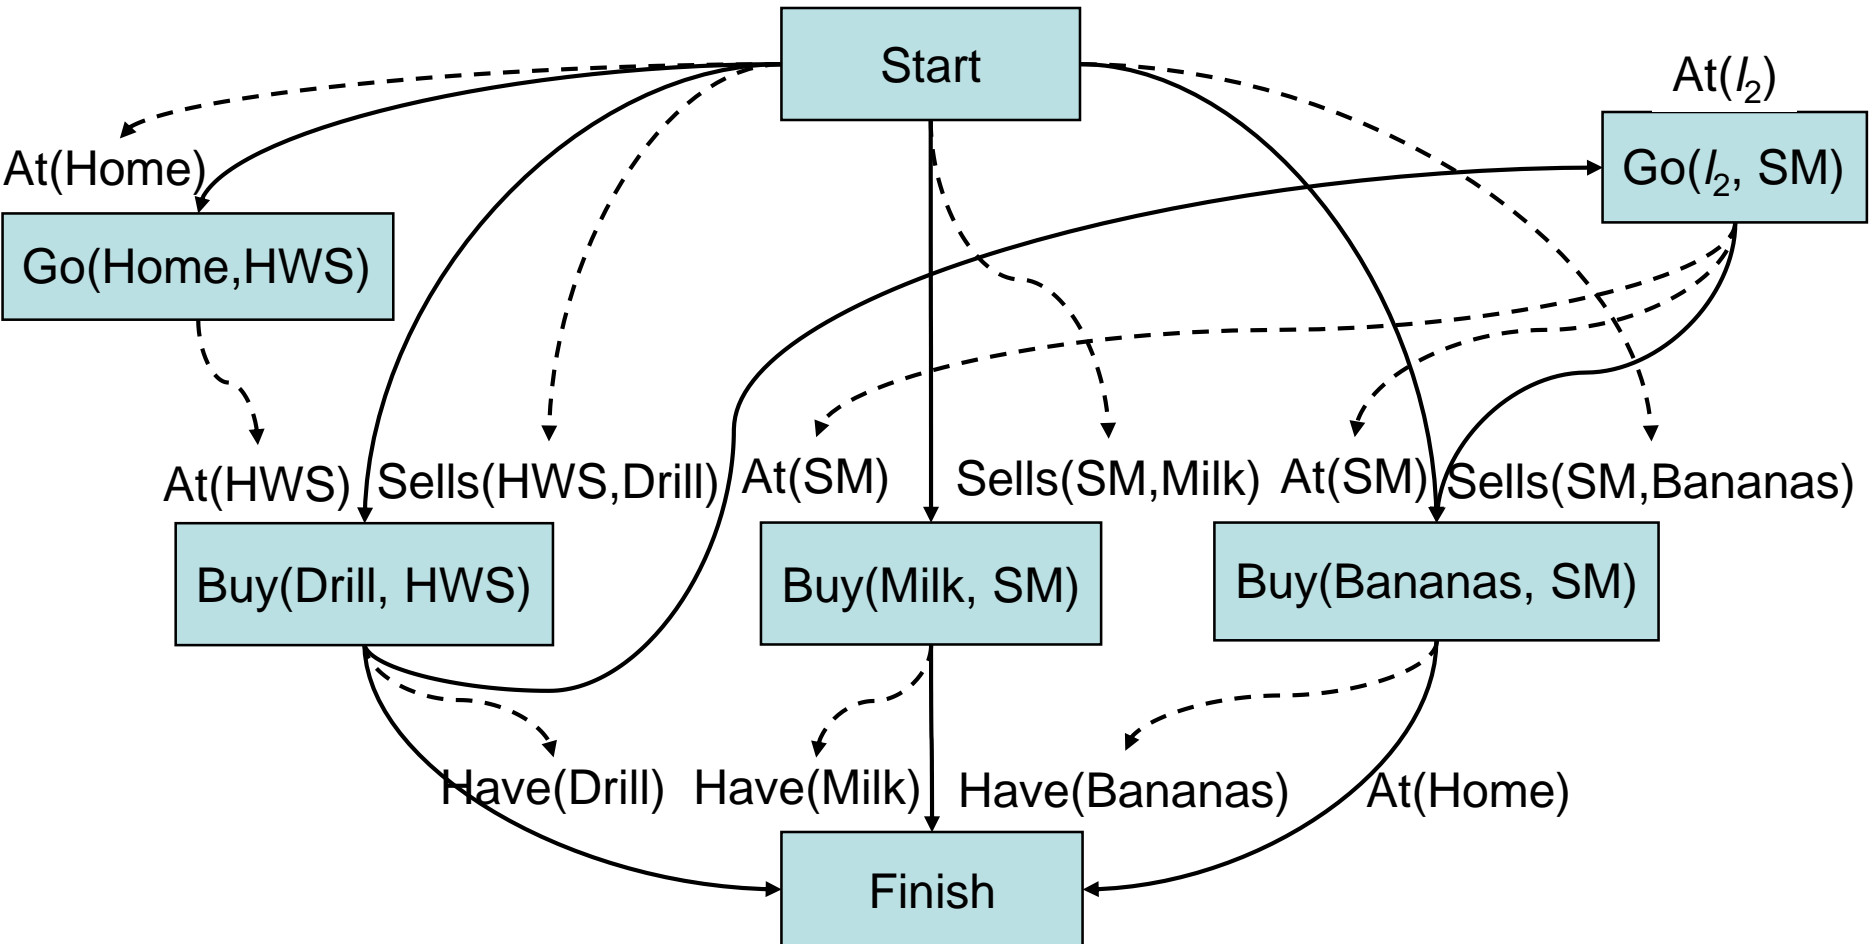 Start
At(l₂)
At(Home)
Go(l₂, SM)
Go(Home,HWS)
At(HWS)
Sells(HWS,Drill)
At(SM)
Sells(SM,Milk)
At(SM)
Sells(SM,Bananas)
Buy(Drill, HWS)
Buy(Milk, SM)
Buy(Bananas, SM)
Have(Drill)
Have(Milk)
Have(Bananas)
At(Home)
Finish